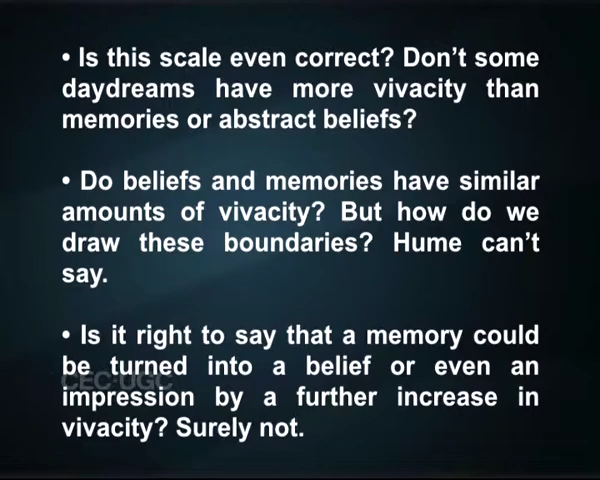 • Is this scale even correct? Don't some
daydreams have more vivacity than
memories or abstract beliefs?
• Do beliefs and memories have similar
amounts of vivacity? But how do we
draw these boundaries? Hume can't
say.
• Is it right to say that a memory could
be turned into a belief or even an
CEC-UGC
impression by a further increase in
vivacity? Surely not.